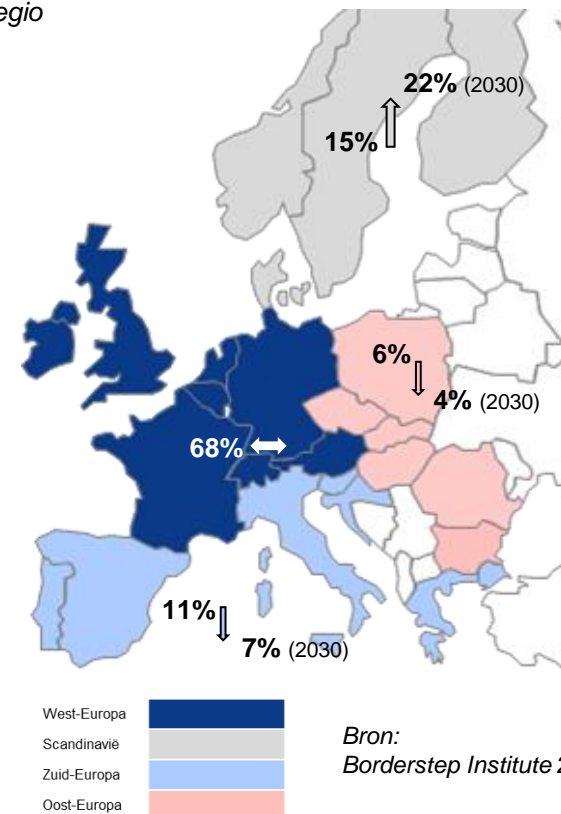 egio
22% (2030)
15%
6%
4% (2030)
68%
11%
7% (2030)
West-Europa
Scandinavië
Zuid-Europa
Oost-Europa
Bron:
Borderstep Institute 2